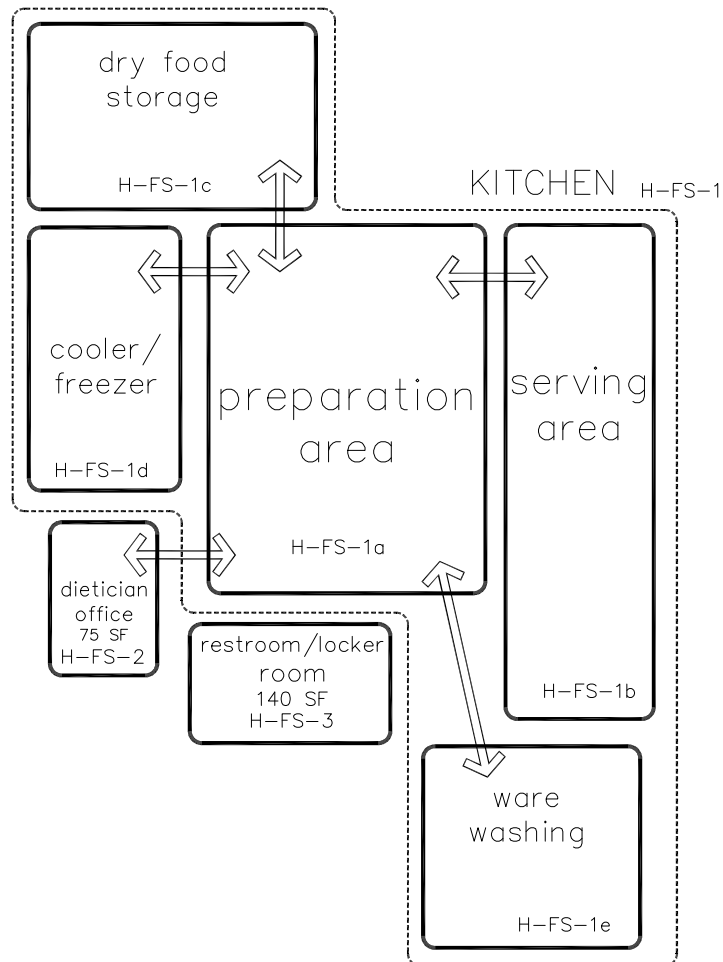 dry food
storage
H-FS-1c
KITCHEN H-FS-1
cooler/
freezer
H-FS-1d
preparation
area
H-FS-1a
serving
area
H-FS-1b
dietician
office
75 SF
H-FS-2
restroom/locker
room
140 SF
H-FS-3
ware
washing
H-FS-1e